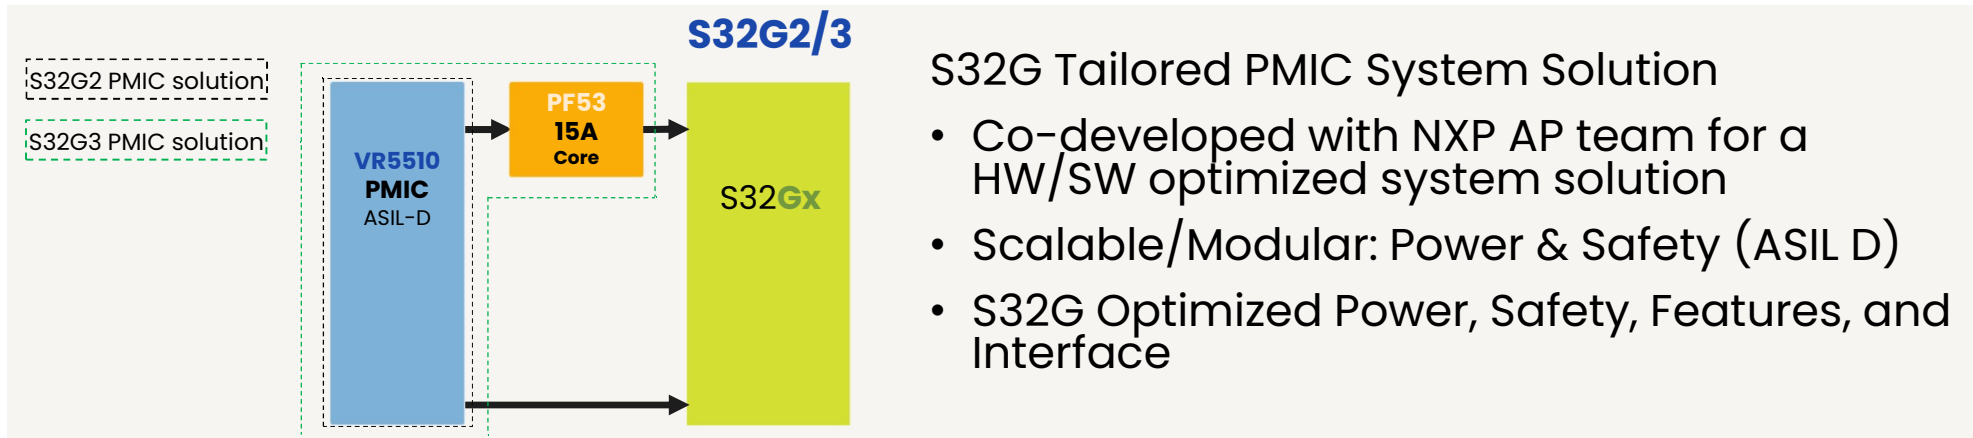 S32G2/3
S32G2 PMIC solution
S32G3 PMIC solution
VR5510
PMIC
ASIL-D
PF53
15A
Core
S32Gx
S32G Tailored PMIC System Solution
• Co-developed with NXP AP team for a
HW/SW optimized system solution
• Scalable/Modular: Power & Safety (ASIL D)
• S32G Optimized Power, Safety, Features, and
Interface